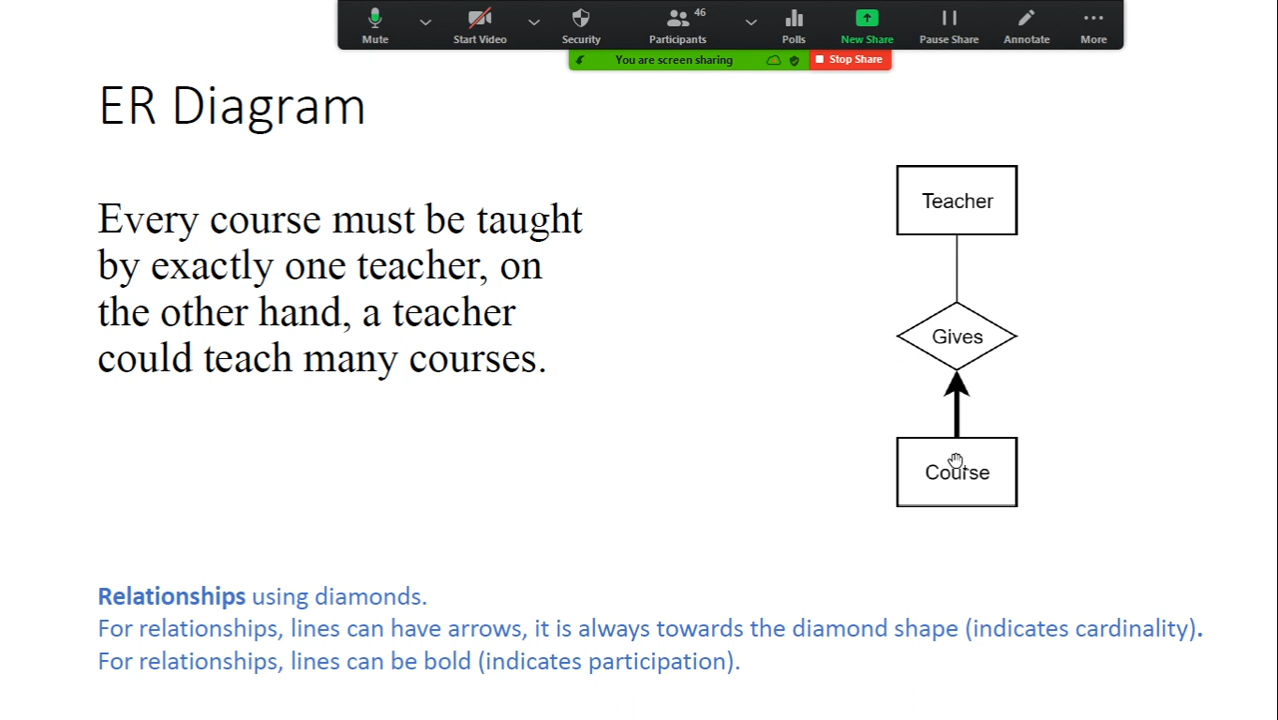 46
Mute Start Video Security Participants Polls New Share Pause Share Annotate More
You are screen sharing Stop Share
ER Diagram
Every course must be taught
by exactly one teacher, on
the other hand, a teacher
could teach many courses.
Teacher
Gives
Course
Relationships using diamonds.
For relationships, lines can have arrows, it is always towards the diamond shape (indicates cardinality).
For relationships, lines can be bold (indicates participation).